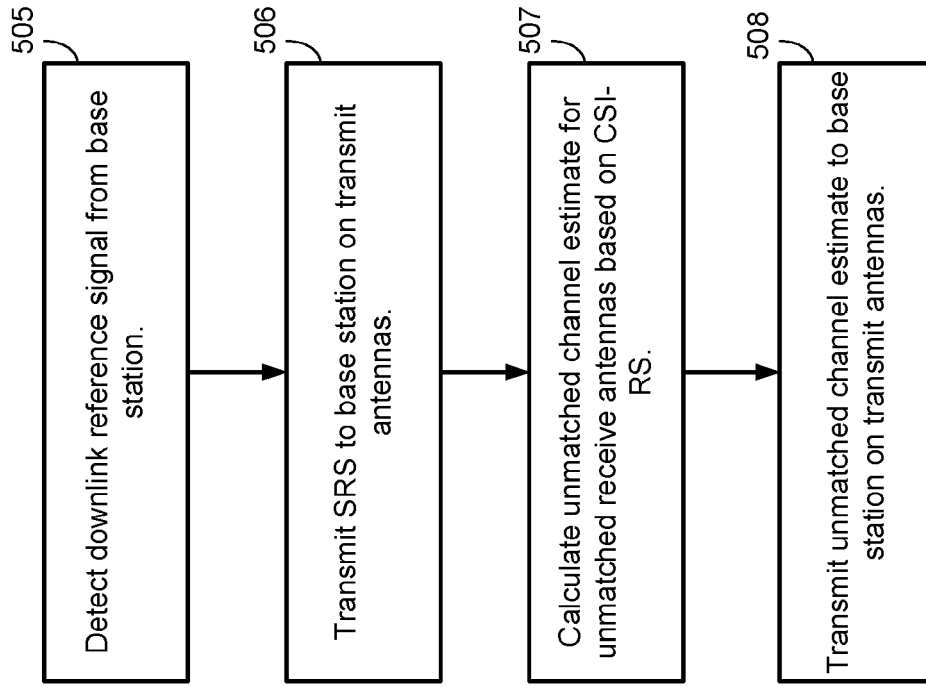 505
Detect downlink reference signal from base
station.
506
Transmit SRS to base station on transmit
antennas.
507
Calculate unmatched channel estimate for
unmatched receive antennas based on CSI-
RS.
508
Transmit unmatched channel estimate to base
station on transmit antennas.